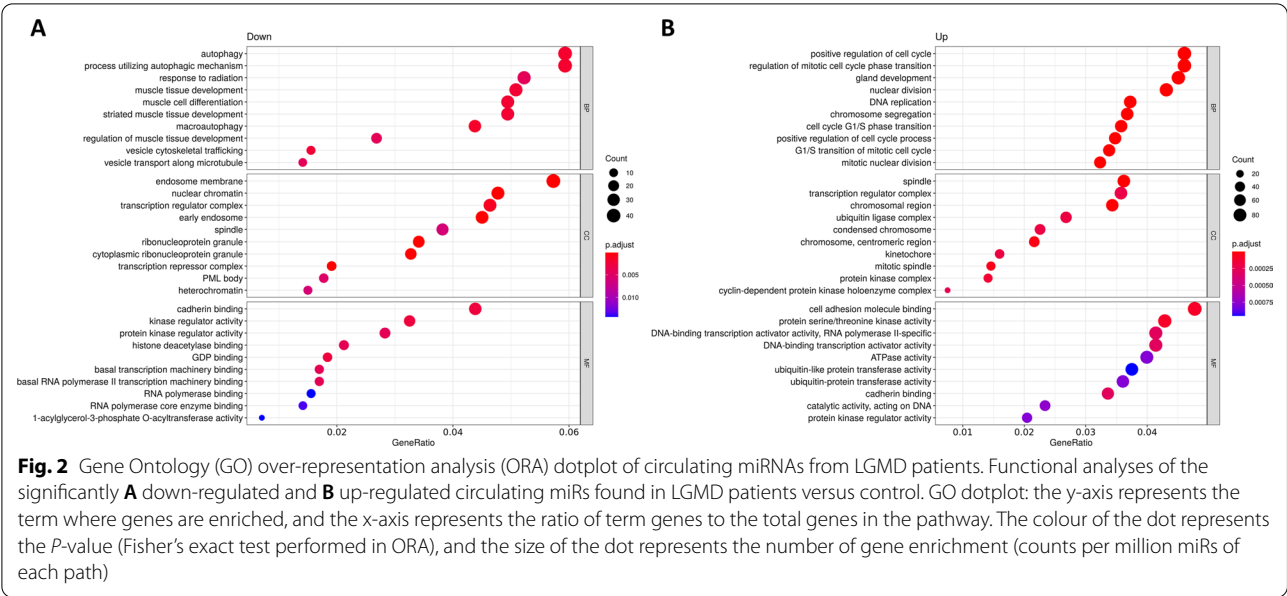 A
Down
autophagy
process utilizing autophagic mechanism
response to radiation
muscle tissue development
muscle cell differentiation
striated muscle tissue development
macroautophagy
regulation of muscle tissue development
vesicle cytoskeletal trafficking
vesicle transport along microtubule
BP
endosome membrane
nuclear chromatin
transcription regulator complex
early endosome
spindle
ribonucleoprotein granule
cytoplasmic ribonucleoprotein granule
transcription repressor complex
PML body
heterochromatin
CC
cadherin binding
kinase regulator activity
protein kinase regulator activity
histone deacetylase binding
GDP binding
basal transcription machinery binding
basal RNA polymerase II transcription machinery binding
RNA polymerase binding
RNA polymerase core enzyme binding
1-acylglycerol-3-phosphate O-acyltransferase activity
MF
0.02 0.04 0.06
GeneRatio
Count
10
20
30
40
p.adjust
0.005
0.010
B
Up
positive regulation of cell cycle
regulation of mitotic cell cycle phase transition
gland development
nuclear division
DNA replication
chromosome segregation
cell cycle G1/S phase transition
positive regulation of cell cycle process
G1/S transition of mitotic cell cycle
mitotic nuclear division
BP
spindle
transcription regulator complex
chromosomal region
ubiquitin ligase complex
condensed chromosome
chromosome, centromeric region
kinetochore
mitotic spindle
protein kinase complex
cyclin-dependent protein kinase holoenzyme complex
CC
cell adhesion molecule binding
protein serine/threonine kinase activity
DNA-binding transcription activator activity, RNA polymerase II-specific
DNA-binding transcription activator activity
ATPase activity
ubiquitin-like protein transferase activity
ubiquitin-protein transferase activity
cadherin binding
catalytic activity, acting on DNA
protein kinase regulator activity
MF
0.01 0.02 0.03 0.04
GeneRatio
Count
20
40
60
80
p.adjust
0.00025
0.00050
0.00075
Fig. 2 Gene Ontology (GO) over-representation analysis (ORA) dotplot of circulating miRNAs from LGMD patients. Functional analyses of the
significantly A down-regulated and B up-regulated circulating miRs found in LGMD patients versus control. GO dotplot: the y-axis represents the
term where genes are enriched, and the x-axis represents the ratio of term genes to the total genes in the pathway. The colour of the dot represents
the P-value (Fisher's exact test performed in ORA), and the size of the dot represents the number of gene enrichment (counts per million miRs of
each path)